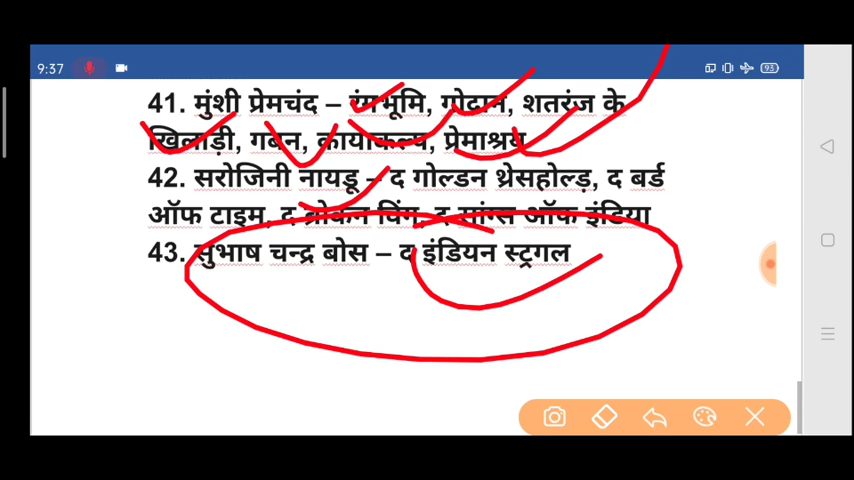 9:37
93
41. मुंशी प्रेमचंद – रंगभूमि, गोदान, शतरंज के
खिलाड़ी, गबन, कायाकल्प, प्रेमाश्रय
42. सरोजिनी नायडू – द गोल्डन थ्रेसहोल्ड़, द बर्ड
ऑफ टाइम, द ब्रोकन विंग, द सांग्स ऑफ इंडिया
43. सुभाष चन्द्र बोस – द इंडियन स्ट्रगल